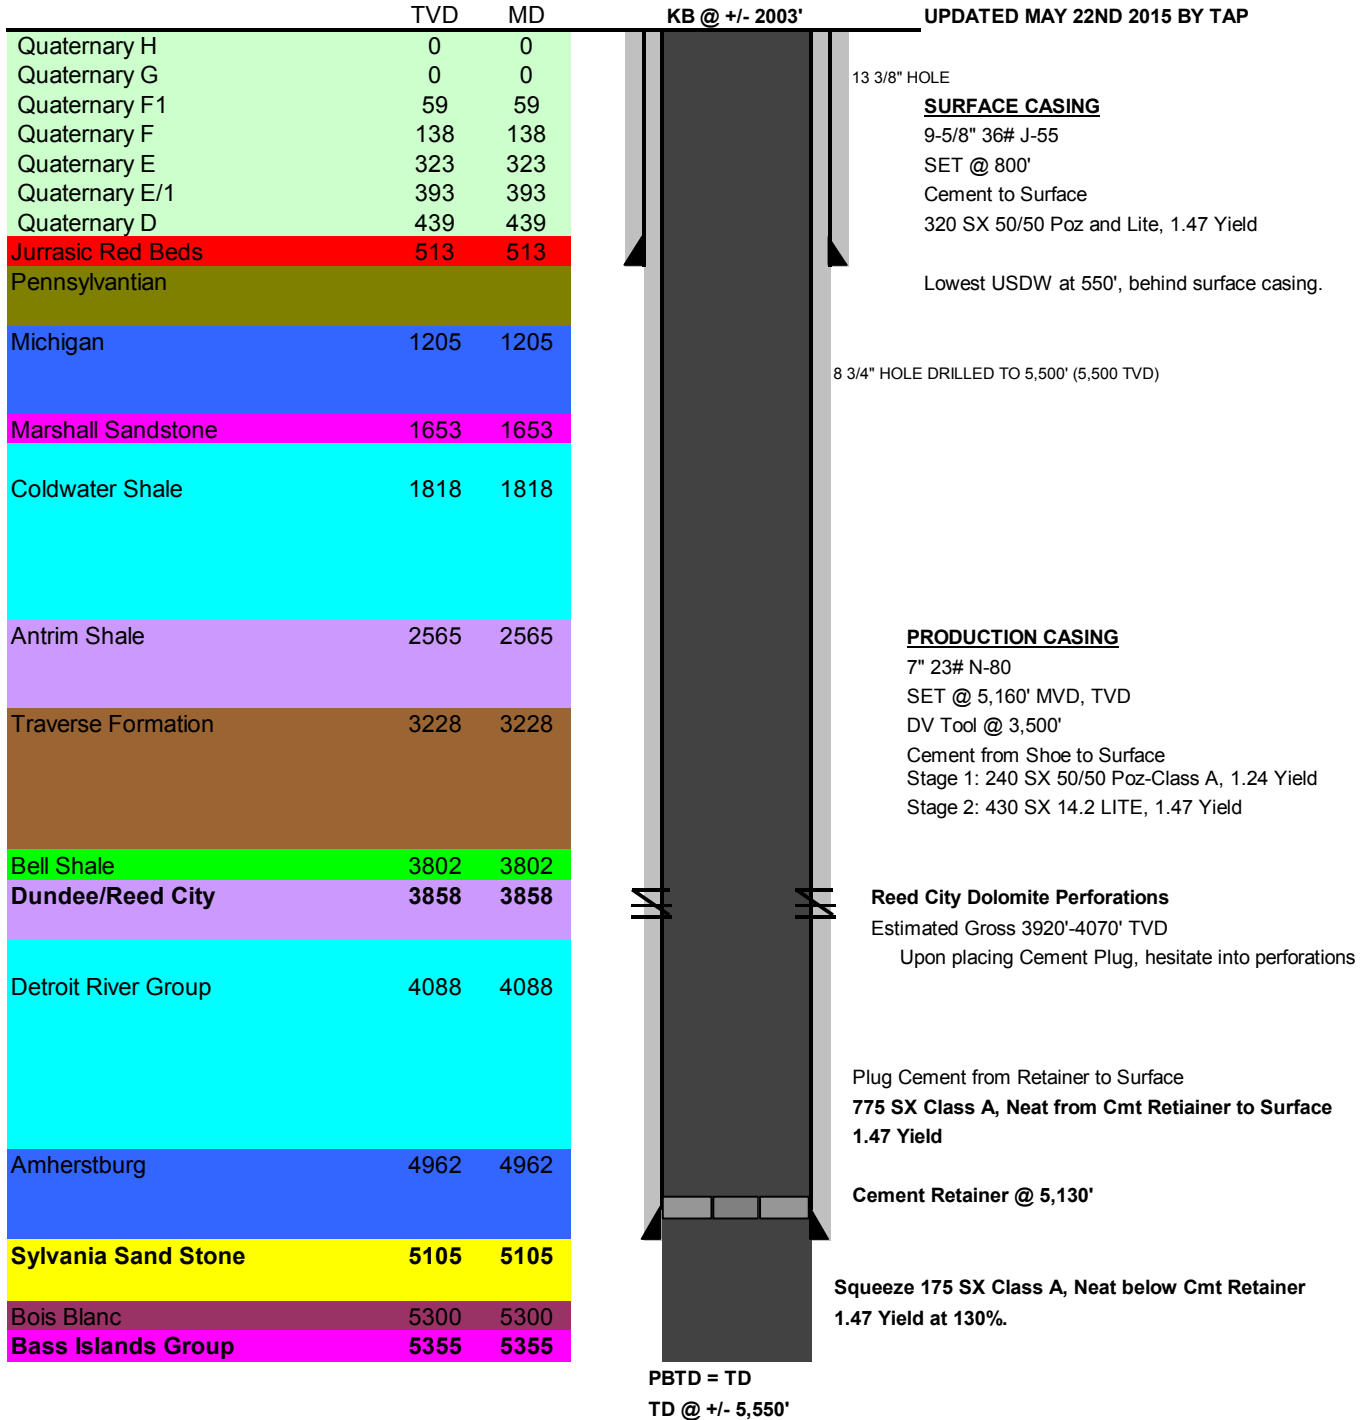 TVD MD KB @ +/- 2003' UPDATED MAY 22ND 2015 BY TAP
Quaternary H 0 0
Quaternary G 0 0
13 3/8" HOLE
Quaternary F1 59 59
SURFACE CASING
Quaternary F 138 138
9-5/8" 36# J-55
Quaternary E 323 323
SET @ 800'
Quaternary E/1 393 393
Cement to Surface
Quaternary D 439 439
320 SX 50/50 Poz and Lite, 1.47 Yield
Jurrasic Red Beds 513 513
Pennsylvantian
Lowest USDW at 550', behind surface casing.
Michigan 1205 1205
8 3/4" HOLE DRILLED TO 5,500' (5,500 TVD)
Marshall Sandstone 1653 1653
Coldwater Shale 1818 1818
Antrim Shale 2565 2565
PRODUCTION CASING
7" 23# N-80
SET @ 5,160' MVD, TVD
Traverse Formation 3228 3228
DV Tool @ 3,500'
Cement from Shoe to Surface
Stage 1: 240 SX 50/50 Poz-Class A, 1.24 Yield
Stage 2: 430 SX 14.2 LITE, 1.47 Yield
Bell Shale 3802 3802
Dundee/Reed City 3858 3858
Reed City Dolomite Perforations
Estimated Gross 3920'-4070' TVD
Upon placing Cement Plug, hesitate into perforations
Detroit River Group 4088 4088
Plug Cement from Retainer to Surface
775 SX Class A, Neat from Cmt Retiainer to Surface
1.47 Yield
Amherstburg 4962 4962
Cement Retainer @ 5,130'
Sylvania Sand Stone 5105 5105
Squeeze 175 SX Class A, Neat below Cmt Retainer
1.47 Yield at 130%.
Bois Blanc 5300 5300
Bass Islands Group 5355 5355
PBTD = TD
TD @ +/- 5,550'